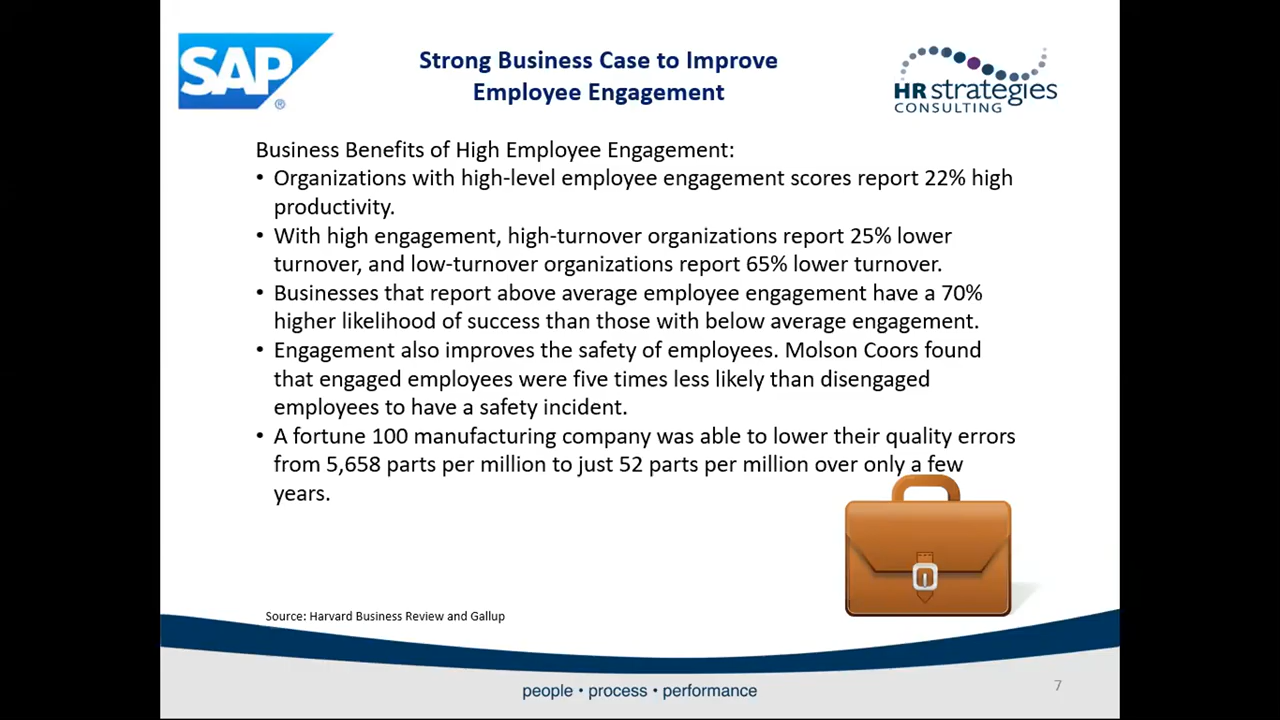 SAP®
Strong Business Case to Improve
Employee Engagement
HR strategies
CONSULTING
Business Benefits of High Employee Engagement:
• Organizations with high-level employee engagement scores report 22% high
productivity.
• With high engagement, high-turnover organizations report 25% lower
turnover, and low-turnover organizations report 65% lower turnover.
• Businesses that report above average employee engagement have a 70%
higher likelihood of success than those with below average engagement.
• Engagement also improves the safety of employees. Molson Coors found
that engaged employees were five times less likely than disengaged
employees to have a safety incident.
• A fortune 100 manufacturing company was able to lower their quality errors
from 5,658 parts per million to just 52 parts per million over only a few
years.
Source: Harvard Business Review and Gallup
people • process • performance
7